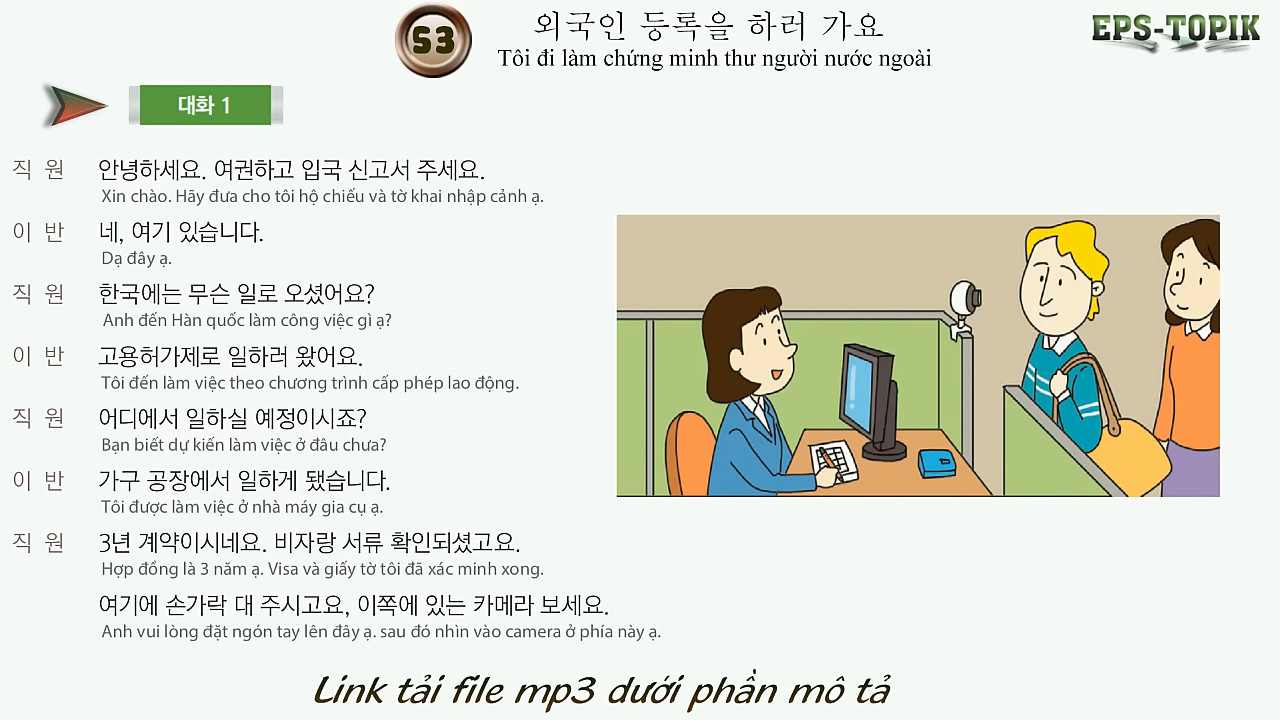 53
외국인 등록을 하러 가요
Tôi đi làm chứng minh thư người nước ngoài
EPS-TOPIK
대화 1
직 원 안녕하세요. 여권하고 입국 신고서 주세요.
Xin chào. Hãy đưa cho tôi hộ chiếu và tờ khai nhập cảnh ạ.
이 반 네, 여기 있습니다.
Dạ đây ạ.
직 원 한국에는 무슨 일로 오셨어요?
Anh đến Hàn quốc làm công việc gì ạ?
이 반 고용허가제로 일하러 왔어요.
Tôi đến làm việc theo chương trình cấp phép lao động.
직 원 어디에서 일하실 예정이시죠?
Bạn biết dự kiến làm việc ở đâu chưa?
이 반 가구 공장에서 일하게 됐습니다.
Tôi được làm việc ở nhà máy gia cụ ạ.
직 원 3년 계약이시네요. 비자랑 서류 확인되셨고요.
Hợp đồng là 3 năm ạ. Visa và giấy tờ tôi đã xác minh xong.
여기에 손가락 대 주시고요, 이쪽에 있는 카메라 보세요.
Anh vui lòng đặt ngón tay lên đây ạ. sau đó nhìn vào camera ở phía này ạ.
Link tải file mp3 dưới phần mô tả